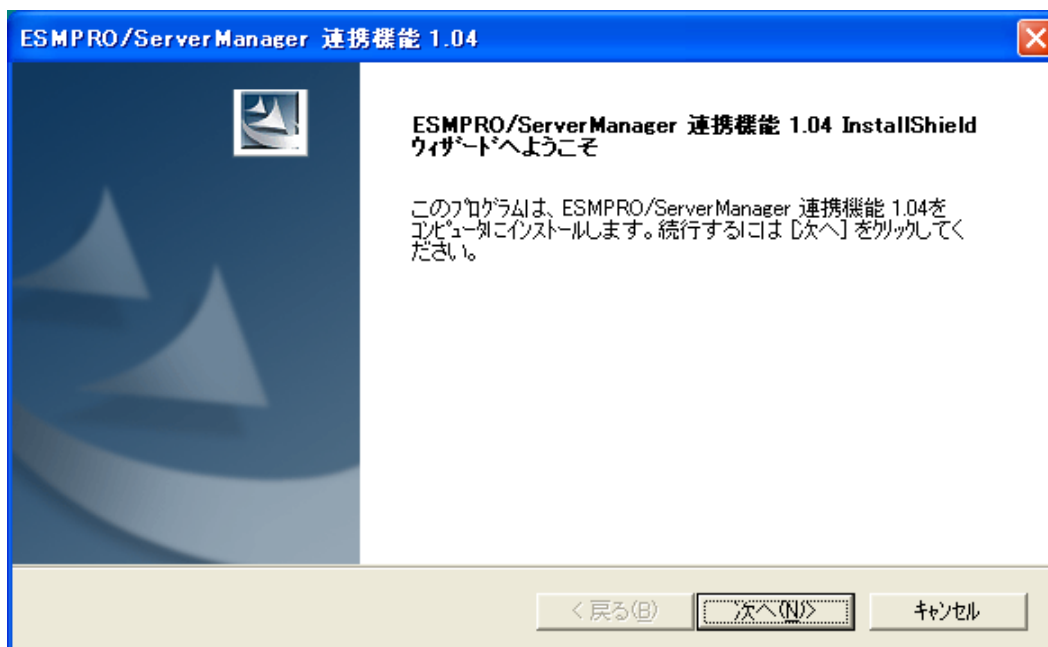 ESMPRO/ServerManager 連携機能 1.04
ESMPRO/ServerManager 連携機能 1.04 InstallShield
ウィザードへようこそ
このプログラムは、ESMPRO/ServerManager 連携機能 1.04を
コンピュータにインストールします。続行するには [次へ] をクリックしてく
ださい。
< 戻る(B)
次へ(N)>
キャンセル